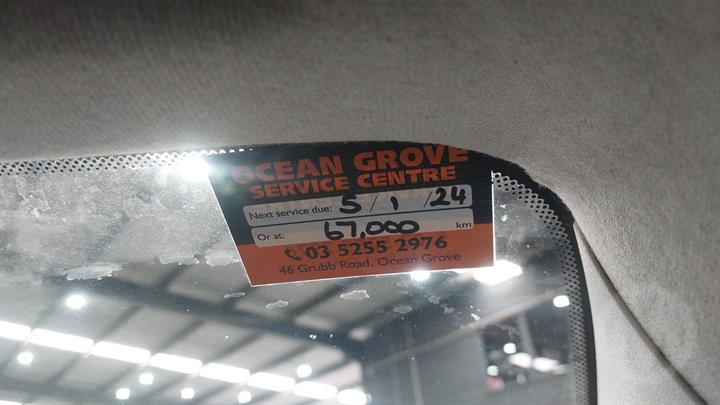 OCEAN GROVE
SERVICE CENTRE
Next service due: 5 / 1 / 24
Or at: 67,000 km
03 5255 2976
46 Grubb Road, Ocean Grove